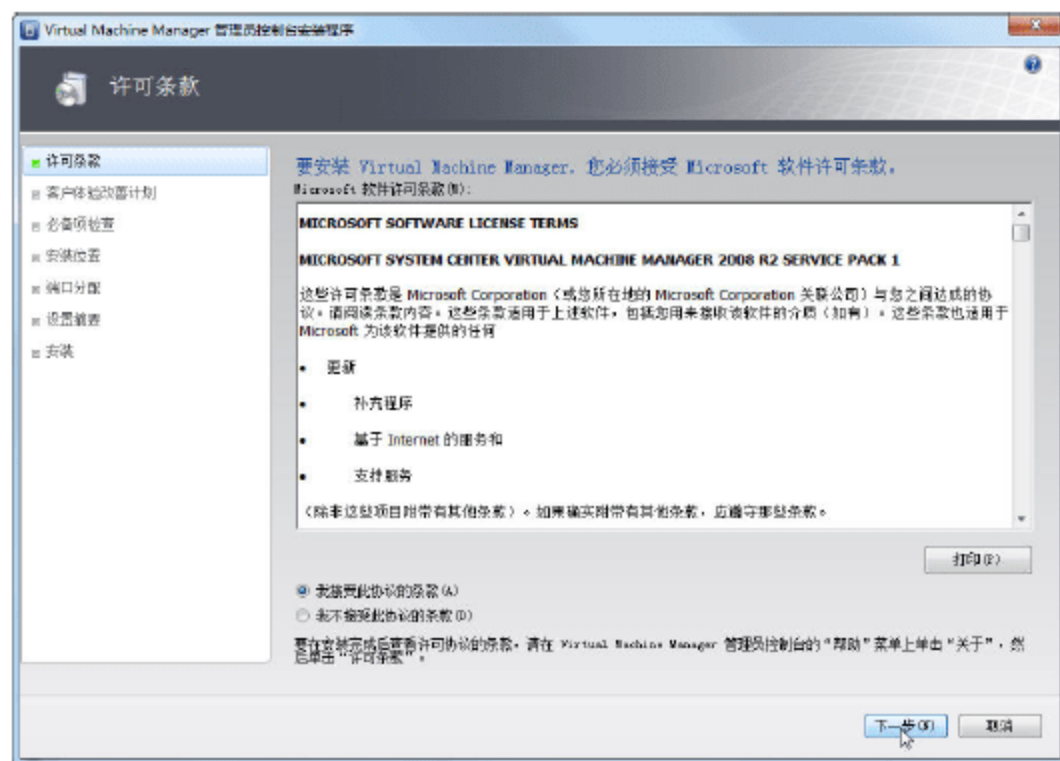 Virtual Machine Manager 管理员控制台安装程序
许可条款
许可条款
客户体验改善计划
必备项检查
安装位置
端口分配
设置摘要
安装
要安装 Virtual Machine Manager，您必须接受 Microsoft 软件许可条款。
Microsoft 软件许可条款(M):
MICROSOFT SOFTWARE LICENSE TERMS
MICROSOFT SYSTEM CENTER VIRTUAL MACHINE MANAGER 2008 R2 SERVICE PACK 1
这些许可条款是 Microsoft Corporation（或您所在地的 Microsoft Corporation 关联公司）与您之间达成的协
议。请阅读条款内容。这些条款适用于上述软件，包括您用来接收该软件的介质（如有）。这些条款也适用于
Microsoft 为该软件提供的任何
• 更新
• 补充程序
• 基于 Internet 的服务和
• 支持服务
（除非这些项目附带有其他条款）。如果确实附带有其他条款，应遵守那些条款。
打印(P)
我接受此协议的条款(A)
我不接受此协议的条款(D)
要在安装完成后查看许可协议的条款，请在 Virtual Machine Manager 管理员控制台的“帮助”菜单上单击“关于”，然
后单击“许可条款”。
下一步(N)
取消